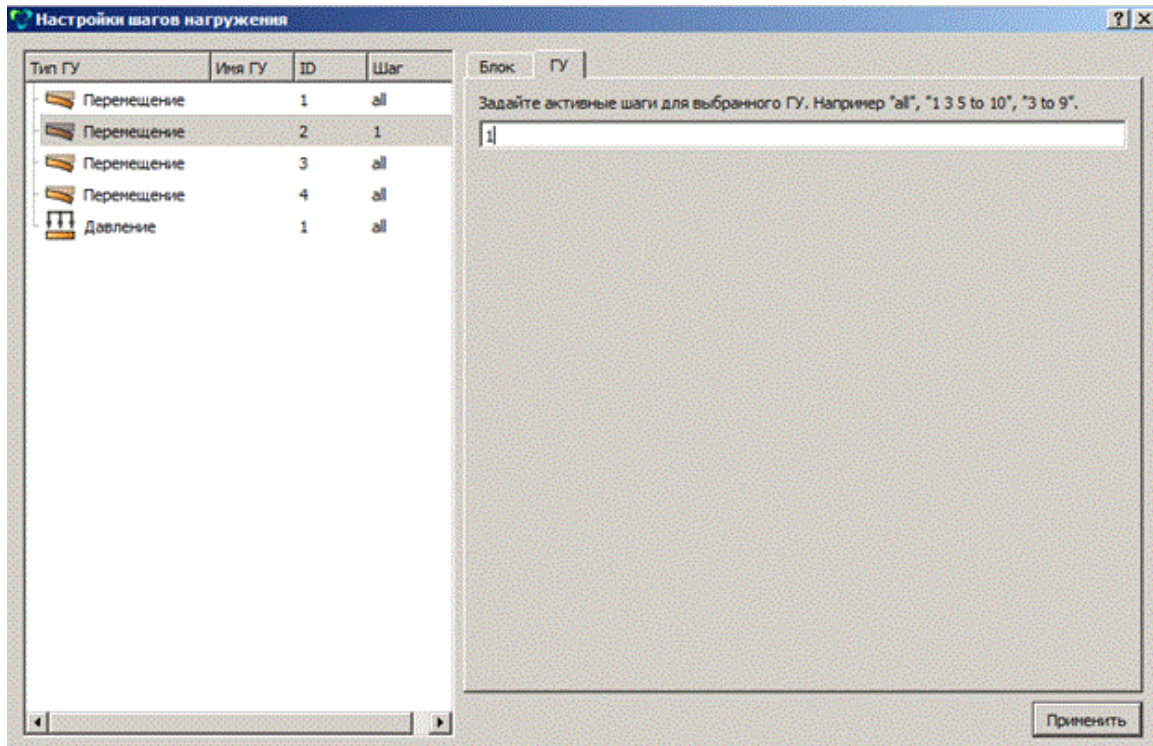 Настройки шагов нагружения
Тип ГУ Имя ГУ ID Шаг
Перемещение 1 all
Перемещение 2 1
Перемещение 3 all
Перемещение 4 all
Давление 1 all
Блок ГУ
Задайте активные шаги для выбранного ГУ. Например "all", "1 3 5 to 10", "3 to 9".
1
Применить